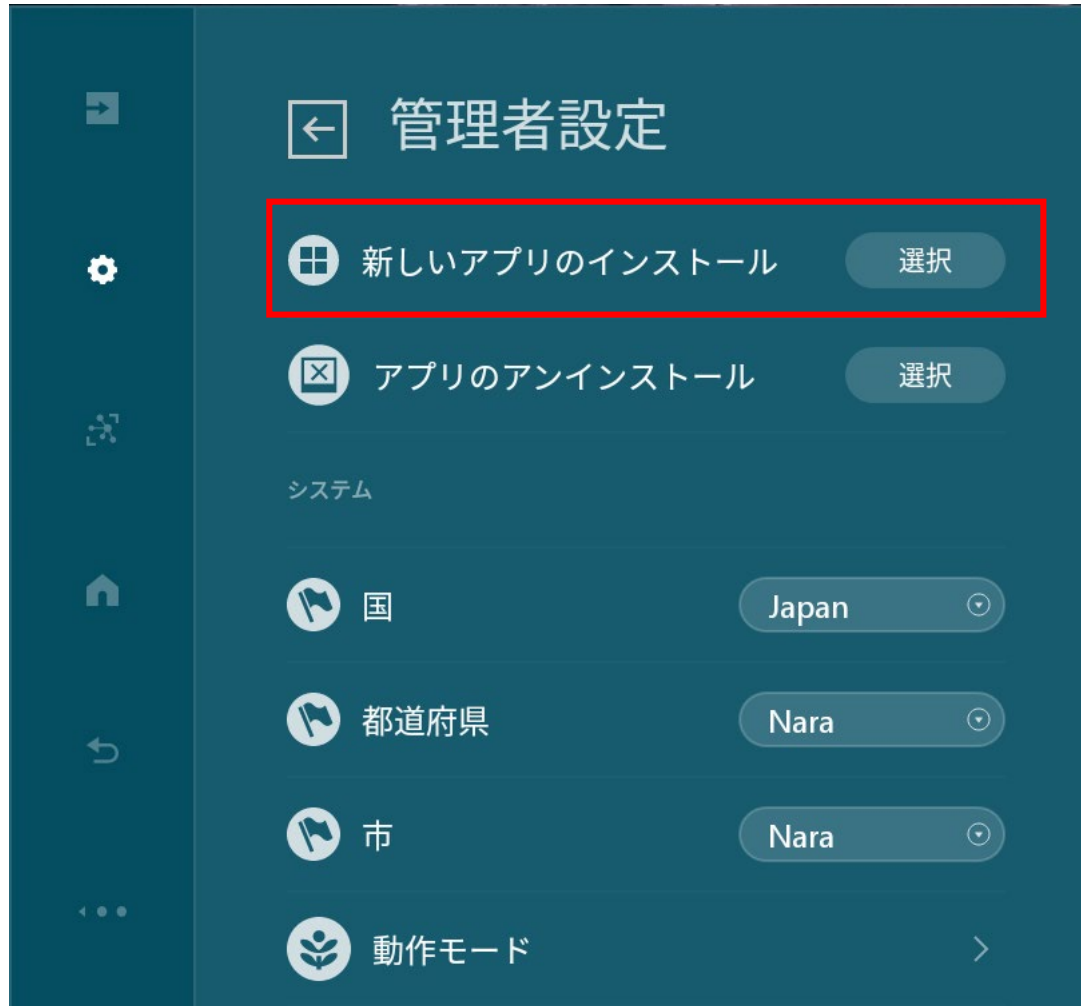 管理者設定
新しいアプリのインストール 選択
アプリのアンインストール 選択
システム
国 Japan
都道府県 Nara
市 Nara
動作モード